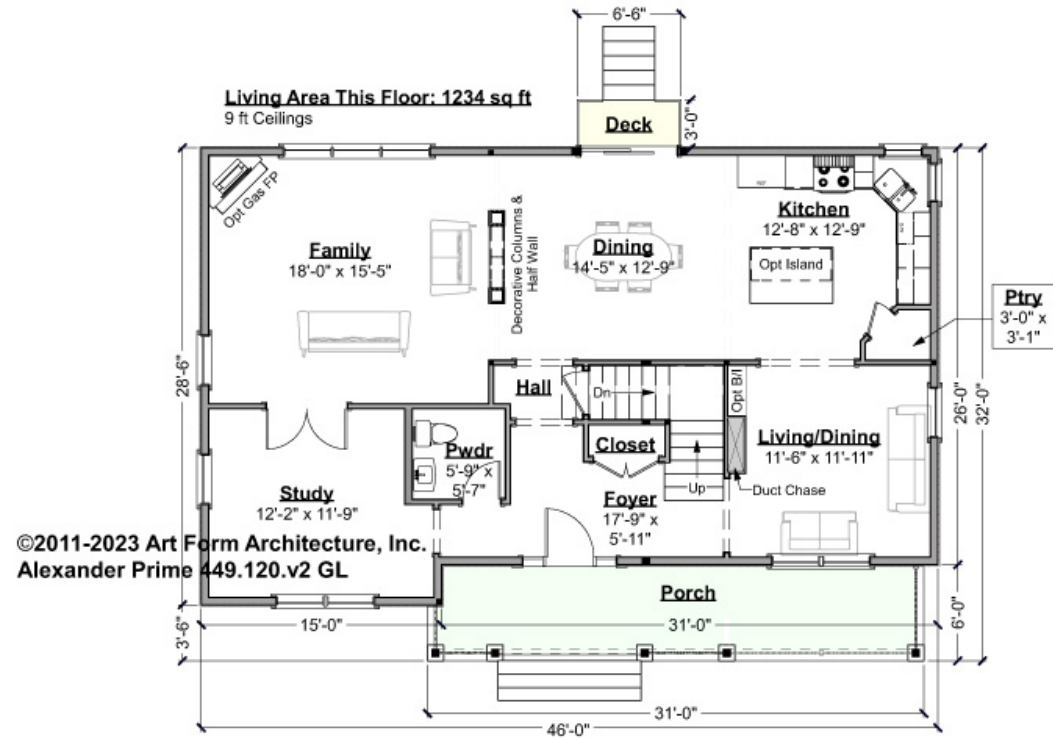 6'-6"
Living Area This Floor: 1234 sq ft
9 ft Ceilings
Deck
3'-0"
Opt Gas FP
Family
18'-0" x 15'-5"
Decorative Columns &
Half Wall
Dining
14'-5" x 12'-9"
Kitchen
12'-8" x 12'-9"
Opt Island
Ptry
3'-0" x
3'-1"
28'-6"
26'-0"
32'-0"
Hall
Dn
Opt B/I
Closet
Up
Living/Dining
11'-6" x 11'-11"
Duct Chase
Pwdr
5'-9" x
5'-7"
Study
12'-2" x 11'-9"
Foyer
17'-9" x
5'-11"
©2011-2023 Art Form Architecture, Inc.
Alexander Prime 449.120.v2 GL
Porch
3'-6"
15'-0"
31'-0"
6'-0"
31'-0"
46'-0"